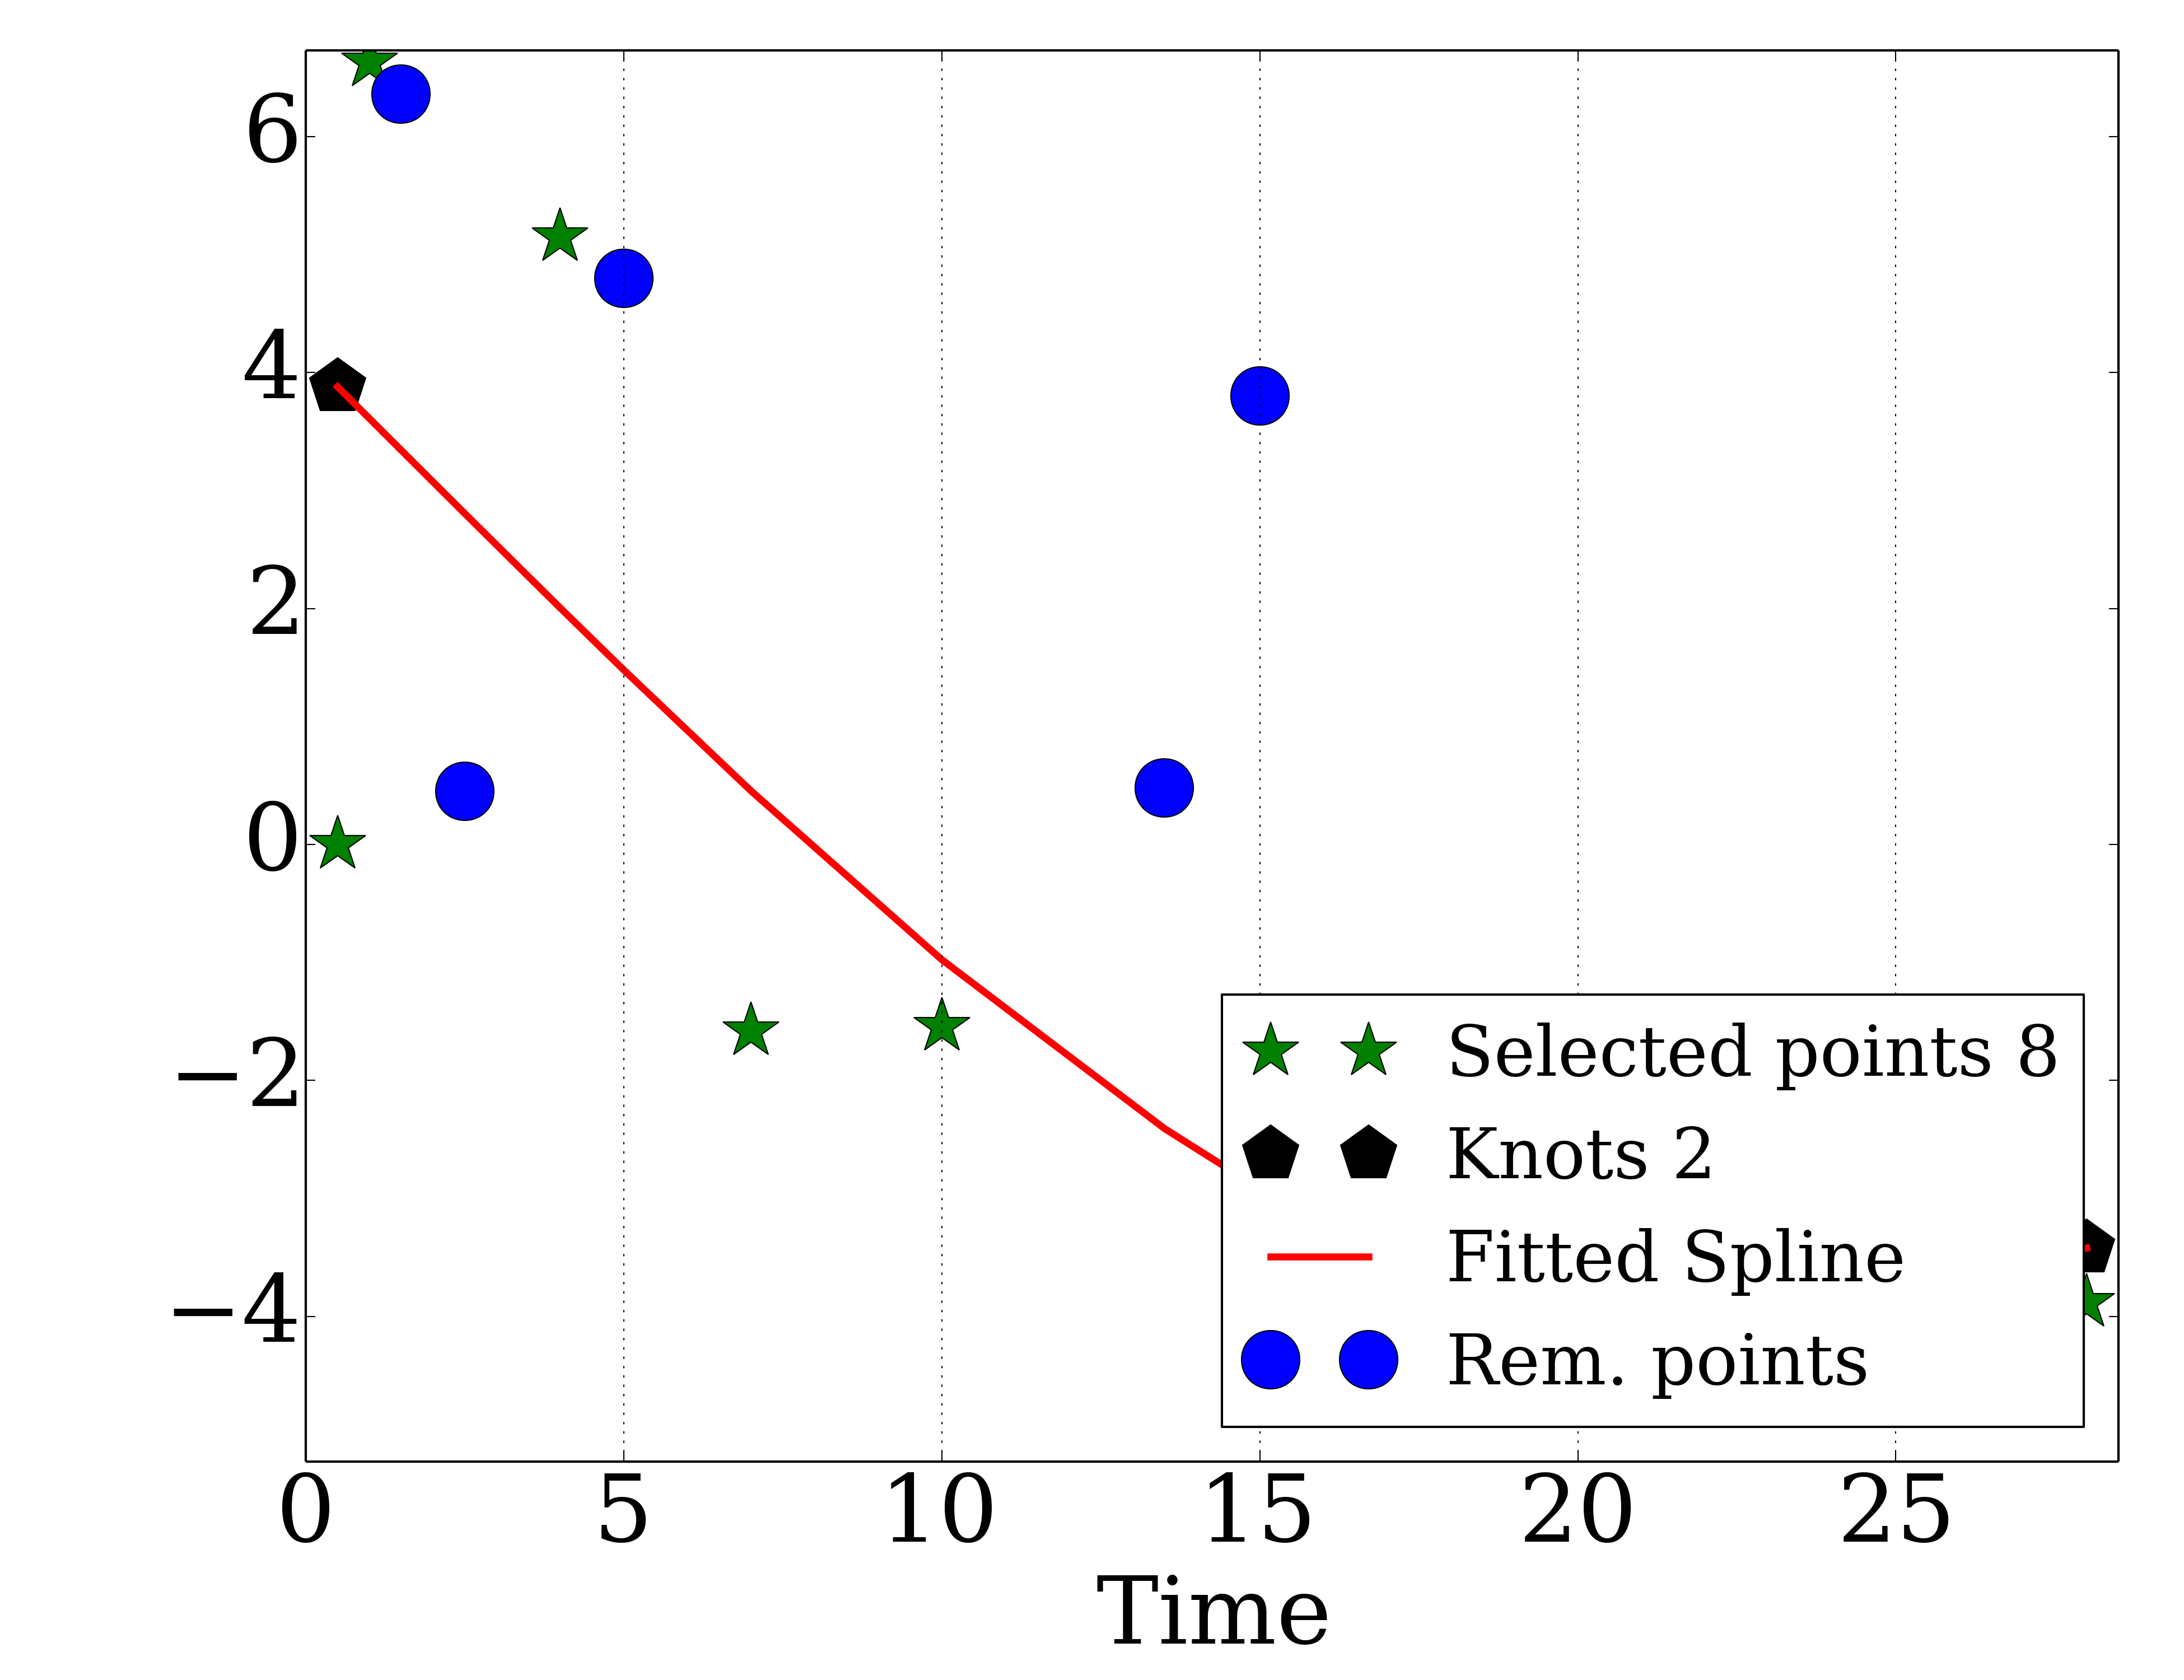 6
4
2
0
−2
−4
Selected points 8
Knots 2
Fitted Spline
Rem. points
0 5 10 15 20 25
Time